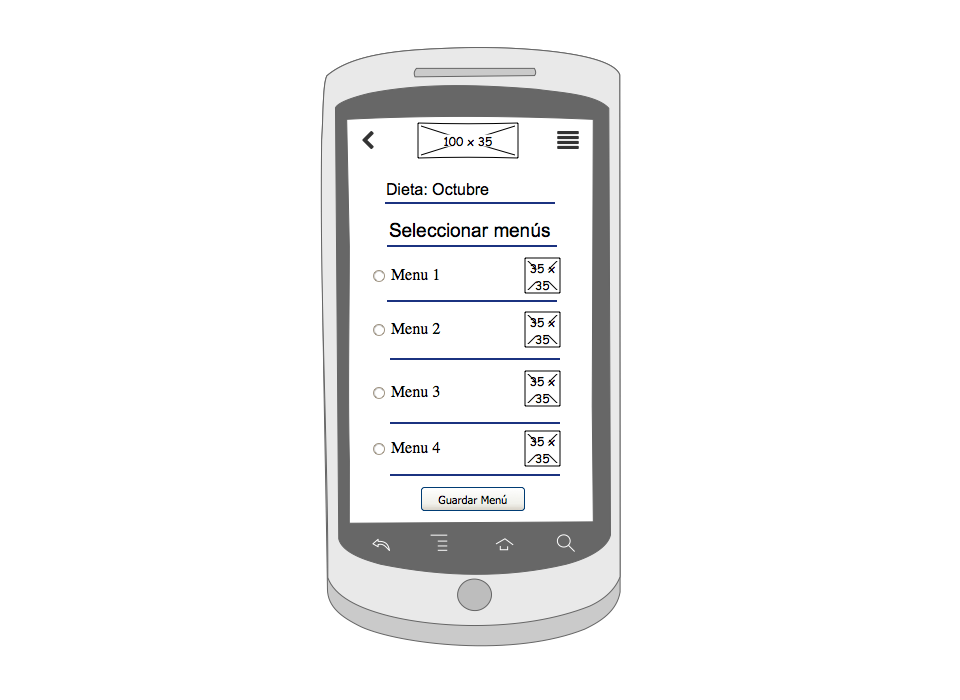 100 x 35
Dieta: Octubre
Seleccionar menús
Menu 1
35 x
35
Menu 2
35 x
35
Menu 3
35 x
35
Menu 4
35 x
35
Guardar Menú